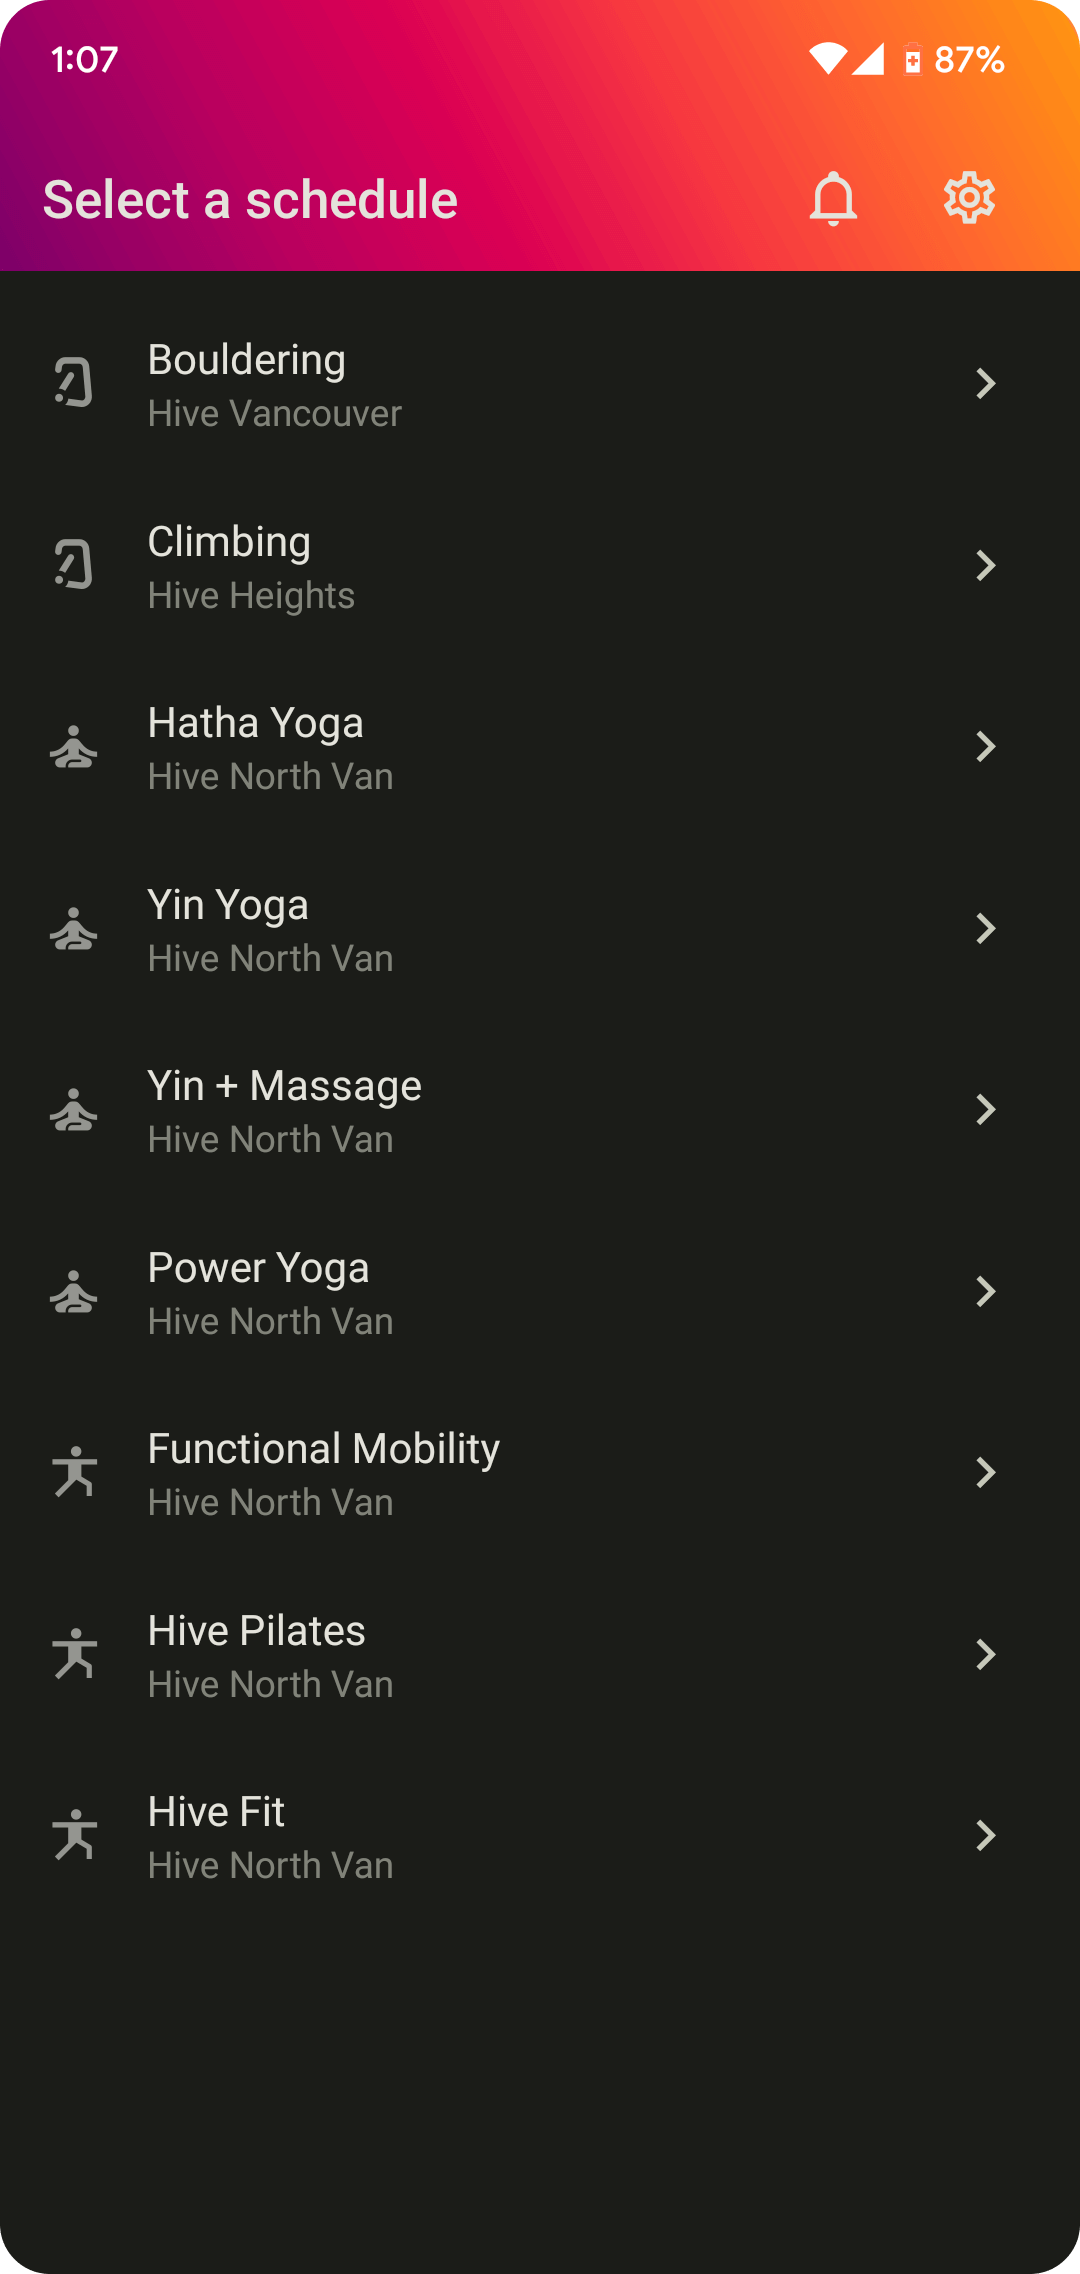 1:07
87%
Select a schedule
Bouldering
Hive Vancouver
Climbing
Hive Heights
Hatha Yoga
Hive North Van
Yin Yoga
Hive North Van
Yin + Massage
Hive North Van
Power Yoga
Hive North Van
Functional Mobility
Hive North Van
Hive Pilates
Hive North Van
Hive Fit
Hive North Van